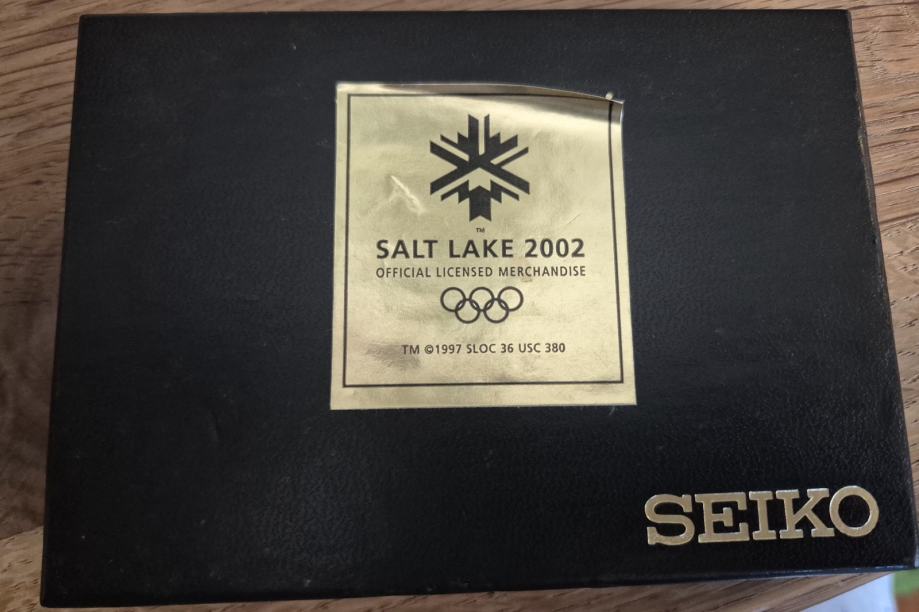 TM
SALT LAKE 2002
OFFICIAL LICENSED MERCHANDISE
TM ©1997 SLOC 36 USC 380
SEIKO